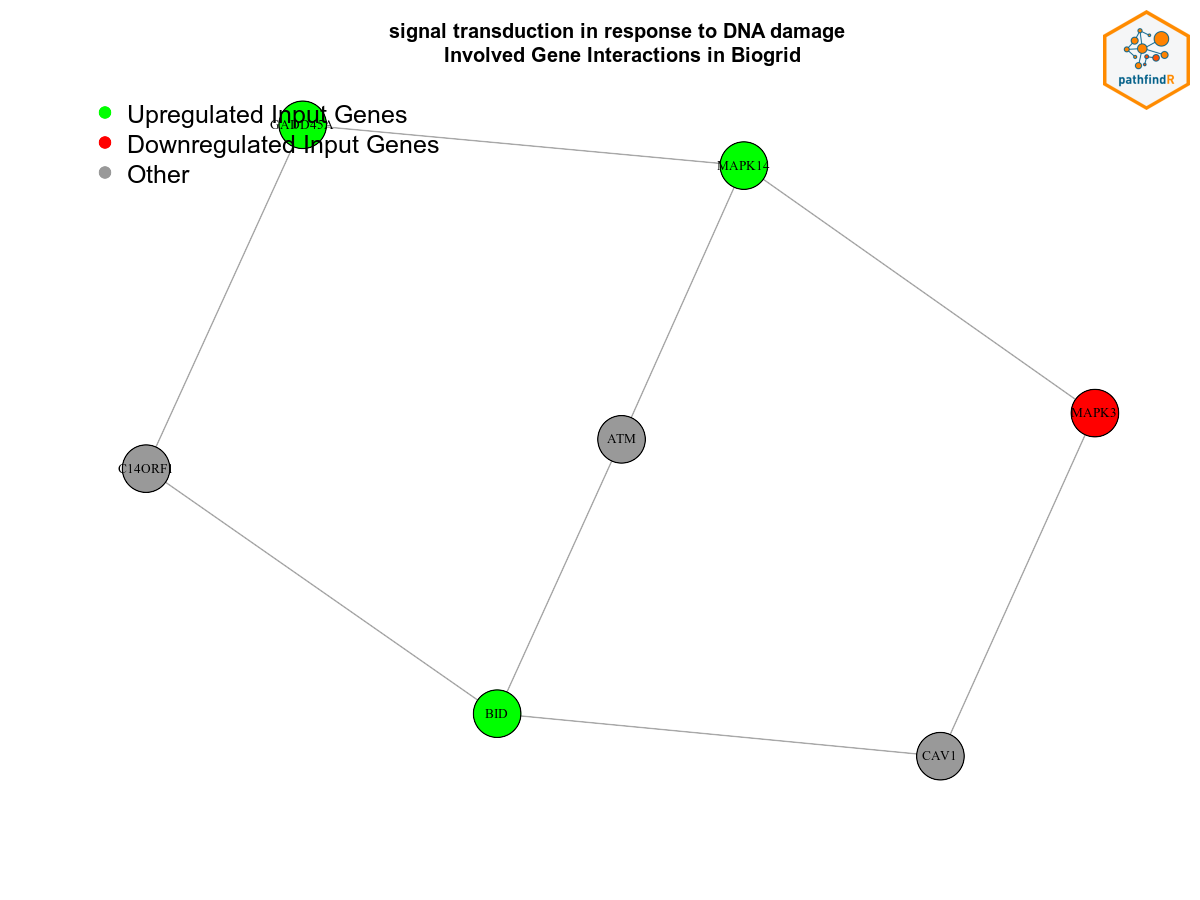 signal transduction in response to DNA damage
Involved Gene Interactions in Biogrid
pathfindR
Upregulated Input Genes
GADD45A
Downregulated Input Genes
Other
MAPK14
MAPK3
ATM
C14ORF1
BID
CAV1